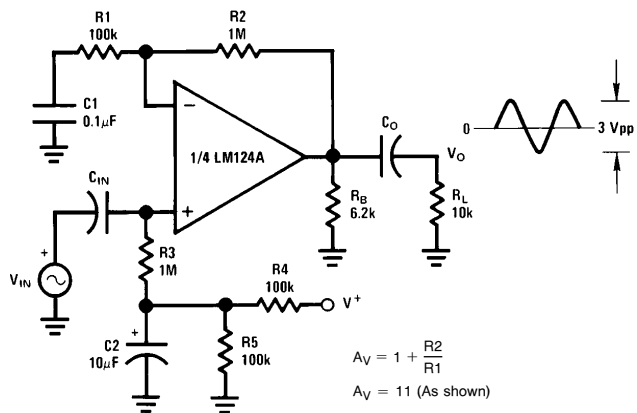 R1
100k
R2
1M
C1
0.1μF
−
1/4 LM124A
+
CIN
VIN
+
R3
1M
CO
VO
RB
6.2k
RL
10k
0
3 Vpp
R4
100k
V+
+
C2
10μF
R5
100k
AV = 1 + R2/R1
AV = 11 (As shown)